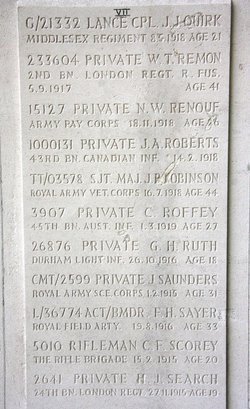 VII
G/21332 LANCE CPL. J. J. QUIRK
MIDDLESEX REGIMENT 8.3.1918 AGE 21
233604 PRIVATE W. T. REMON
2ND BN. LONDON REGT. R. FUS.
5.9.1917 AGE 41
15127 PRIVATE N. W. RENOUF
ARMY PAY CORPS 18.11.1918 AGE 36
1000131 PRIVATE J. A. ROBERTS
43RD BN. CANADIAN INF. 14.2.1918
TT/03578 SJT. MAJ. J. P. ROBINSON
ROYAL ARMY VET. CORPS 16.7.1918 AGE 44
3907 PRIVATE C. ROFFEY
45TH BN. AUST. INF. 1.3.1919 AGE 27
26876 PRIVATE G. H. RUTH
DURHAM LIGHT INF. 26.10.1916 AGE 18
CMT/2599 PRIVATE J. SAUNDERS
ROYAL ARMY SCE. CORPS 1.2.1915 AGE 31
L/36774 ACT/BMDR. F. H. SAYER
ROYAL FIELD ARTY. 19.8.1916 AGE 33
5010 RIFLEMAN C. F. SCOREY
THE RIFLE BRIGADE 15.2.1915 AGE 20
2641 PRIVATE H. J. SEARCH
24TH BN. LONDON REGT. 27.11.1915 AGE 19